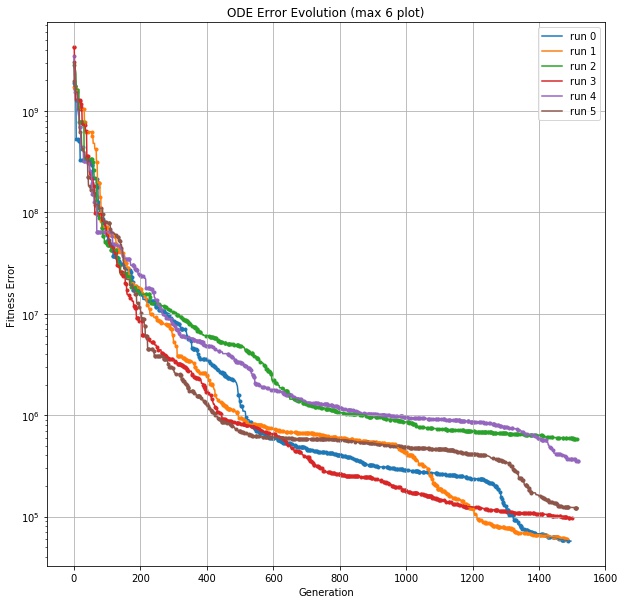 ODE Error Evolution (max 6 plot)
run 0
run 1
run 2
run 3
run 4
run 5
Fitness Error
10⁹
10⁸
10⁷
10⁶
10⁵
0 200 400 600 800 1000 1200 1400 1600
Generation